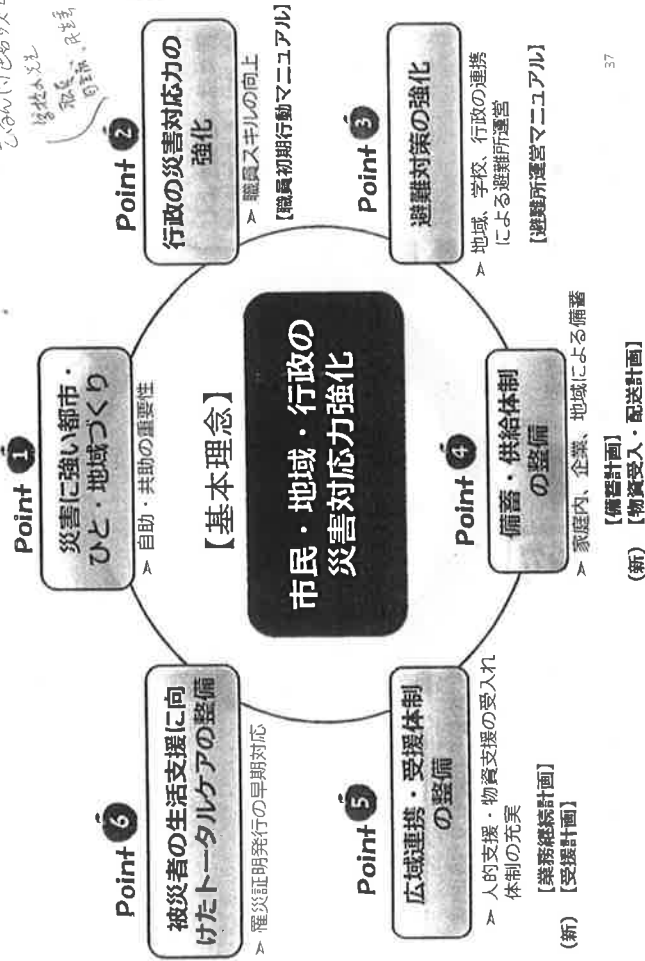 Point 1
災害に強い都市・
ひと・地域づくり
➢ 自助・共助の重要性
Point 2
行政の災害対応力の
強化
➢ 職員スキルの向上
【職員初期行動マニュアル】
Point 3
避難対策の強化
➢ 地域、学校、行政の連携
による避難所運営
【避難所運営マニュアル】
Point 4
備蓄・供給体制
の整備
➢ 家庭内、企業、地域による備蓄
【備蓄計画】
(新) 【物資受入・配送計画】
Point 5
広域連携・受援体制
の整備
➢ 人的支援・物資支援の受入れ
体制の充実
【業務継続計画】
(新) 【受援計画】
Point 6
被災者の生活支援に向
けたトータルケアの整備
➢ 罹災証明発行の早期対応
【基本理念】
市民・地域・行政の
災害対応力強化
37